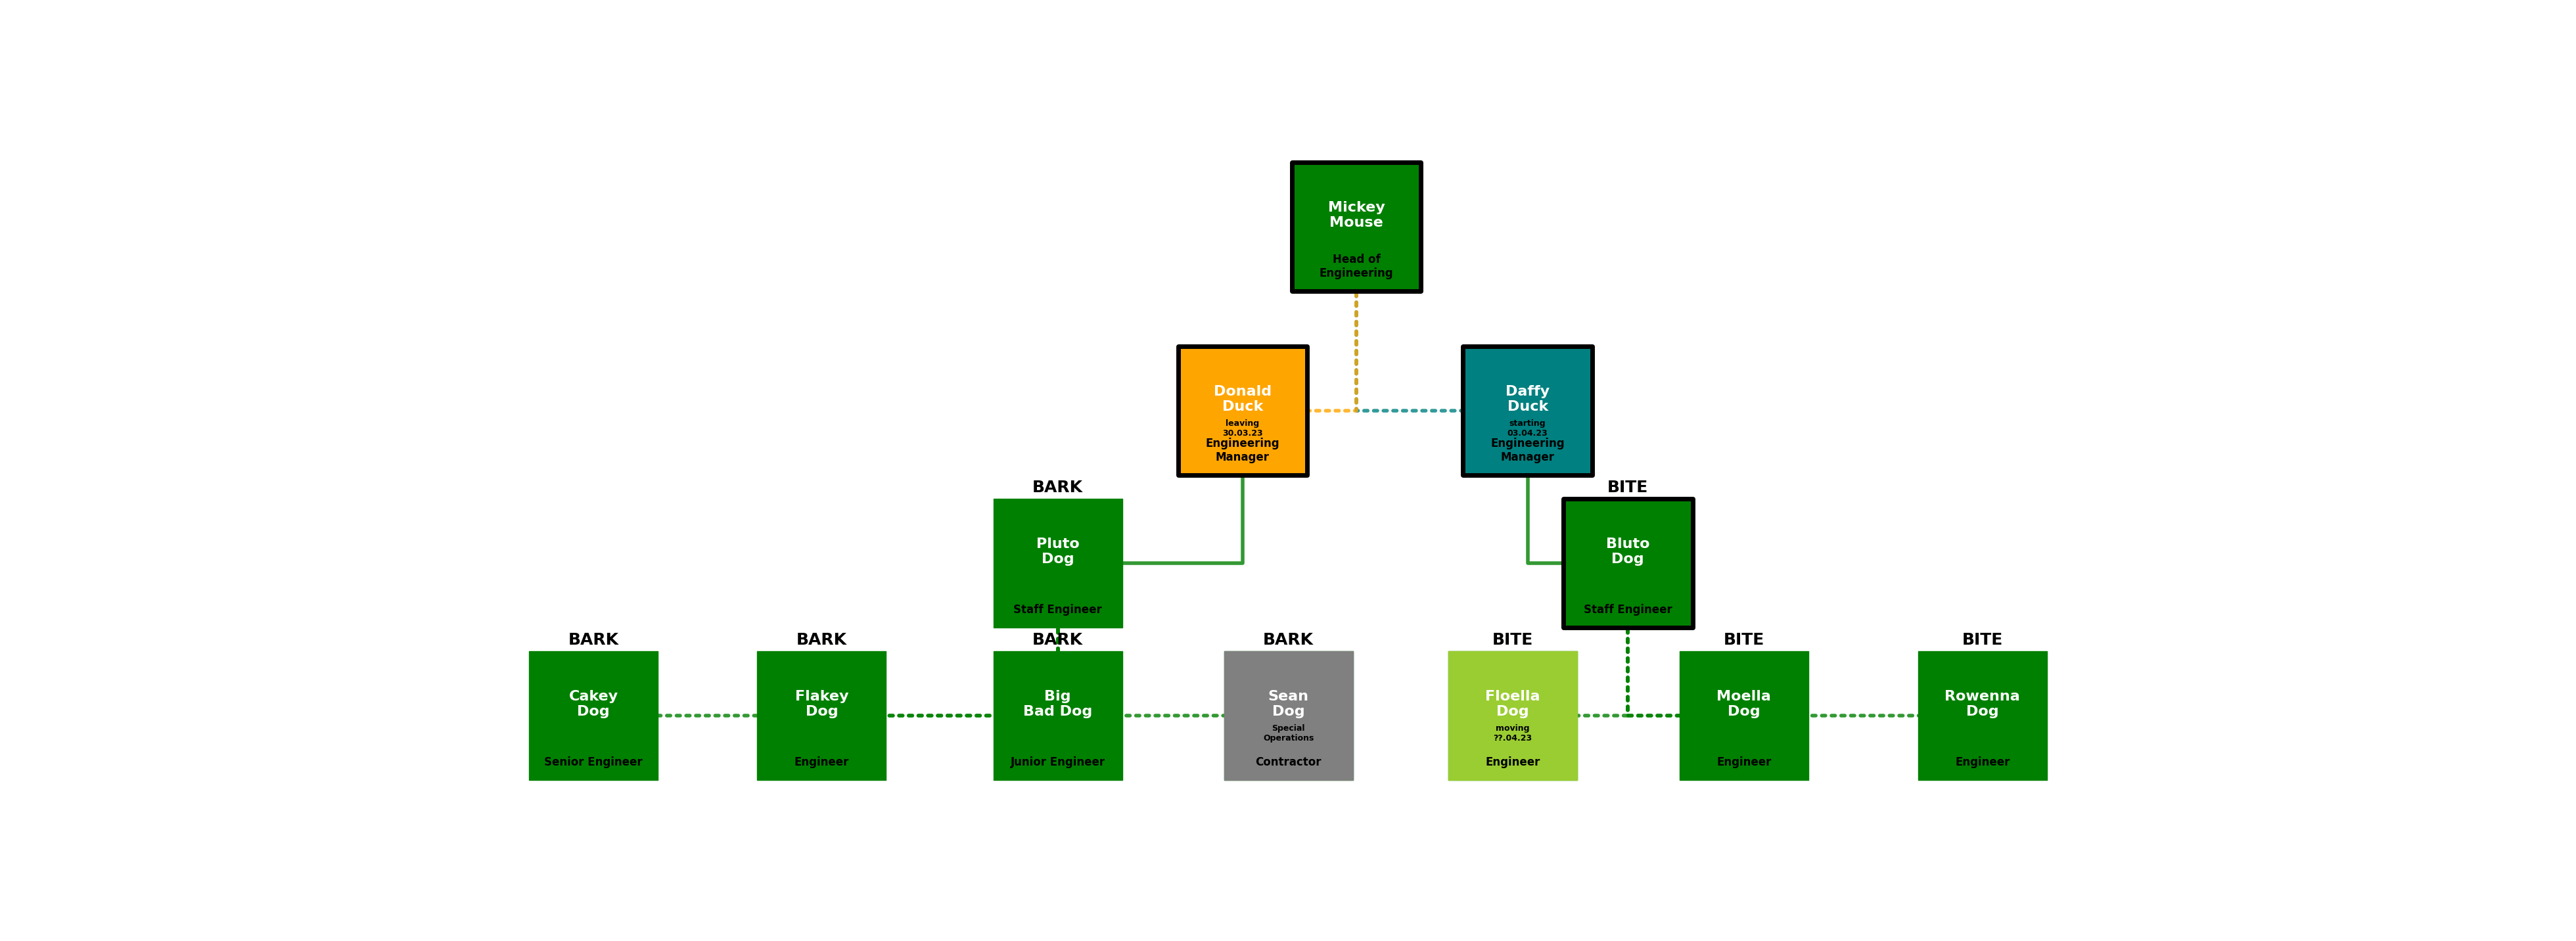 Mickey
Mouse
Head of
Engineering
Donald
Duck
leaving
30.03.23
Engineering
Manager
Daffy
Duck
starting
03.04.23
Engineering
Manager
BARK
Pluto
Dog
Staff Engineer
BITE
Bluto
Dog
Staff Engineer
BARK
Cakey
Dog
Senior Engineer
BARK
Flakey
Dog
Engineer
BARK
Big
Bad Dog
Junior Engineer
BARK
Sean
Dog
Special
Operations
Contractor
BITE
Floella
Dog
moving
??.04.23
Engineer
BITE
Moella
Dog
Engineer
BITE
Rowenna
Dog
Engineer